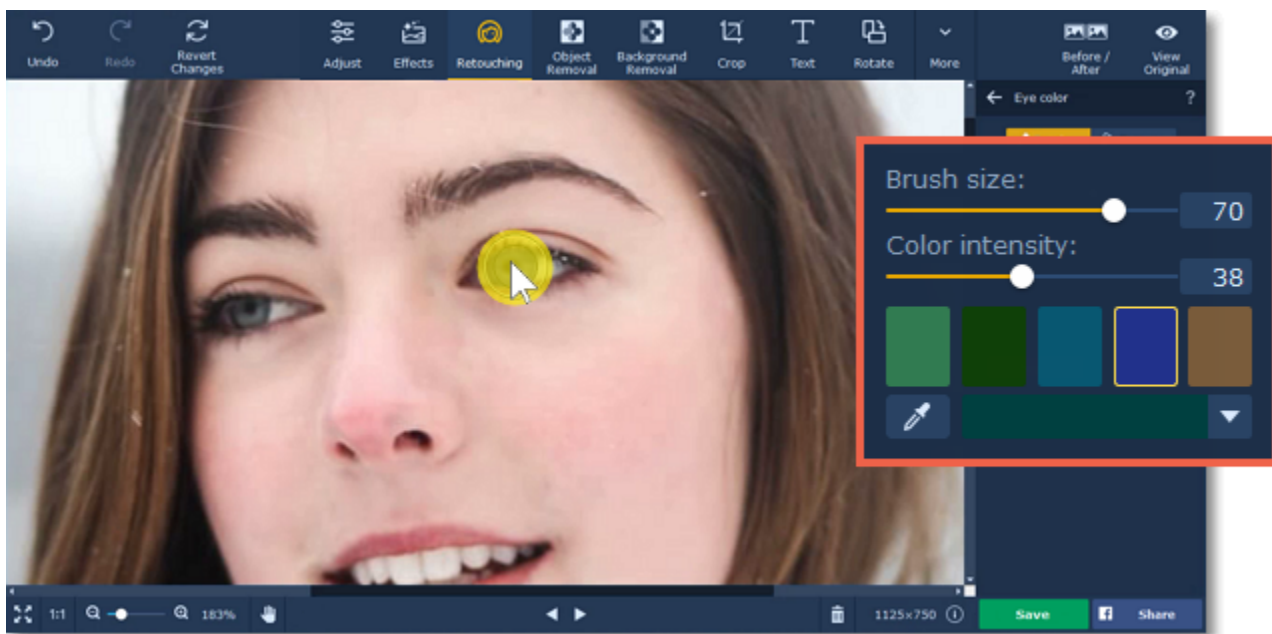 Undo
Redo
Revert
Changes
Adjust
Effects
Retouching
Object
Removal
Background
Removal
Crop
Text
Rotate
More
Before /
After
View
Original
Eye color ?
Brush size:
70
Color intensity:
38
1:1
183%
1125×750
Save
Share